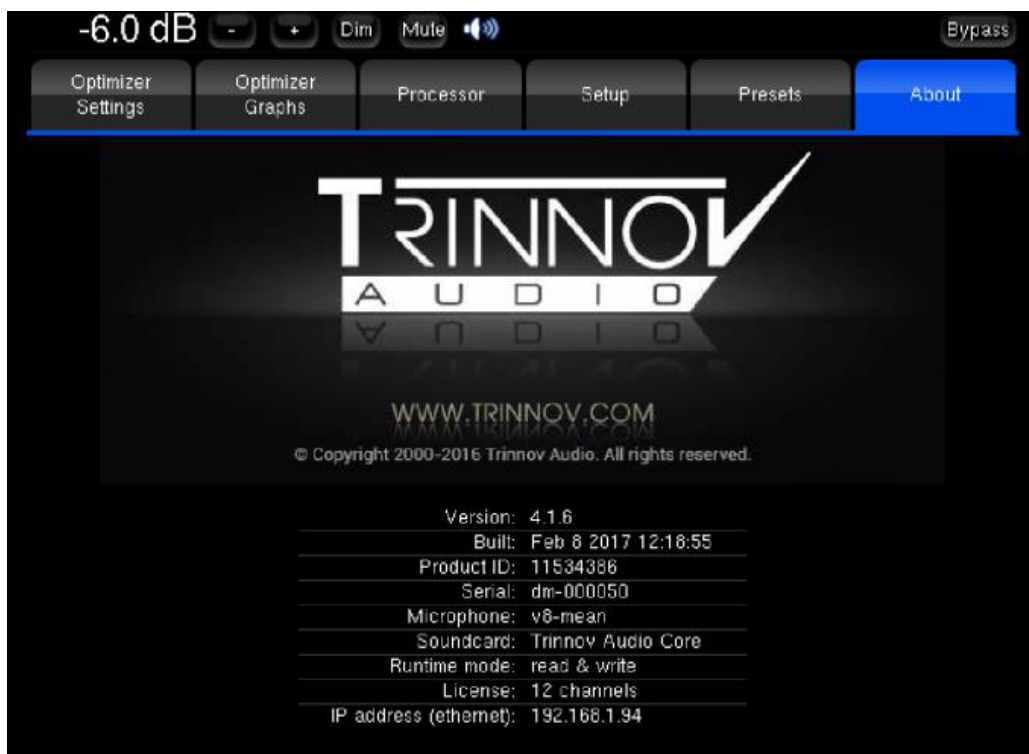 -6.0 dB - + Dim Mute Bypass
Optimizer Settings Optimizer Graphs Processor Setup Presets About
TRINNOV
AUDIO
WWW.TRINNOV.COM
© Copyright 2000-2016 Trinnov Audio. All rights reserved.
Version: 4.1.6
Built: Feb 8 2017 12:18:55
Product ID: 11534386
Serial: dm-000050
Microphone: v8-mean
Soundcard: Trinnov Audio Core
Runtime mode: read & write
License: 12 channels
IP address (ethernet): 192.168.1.94